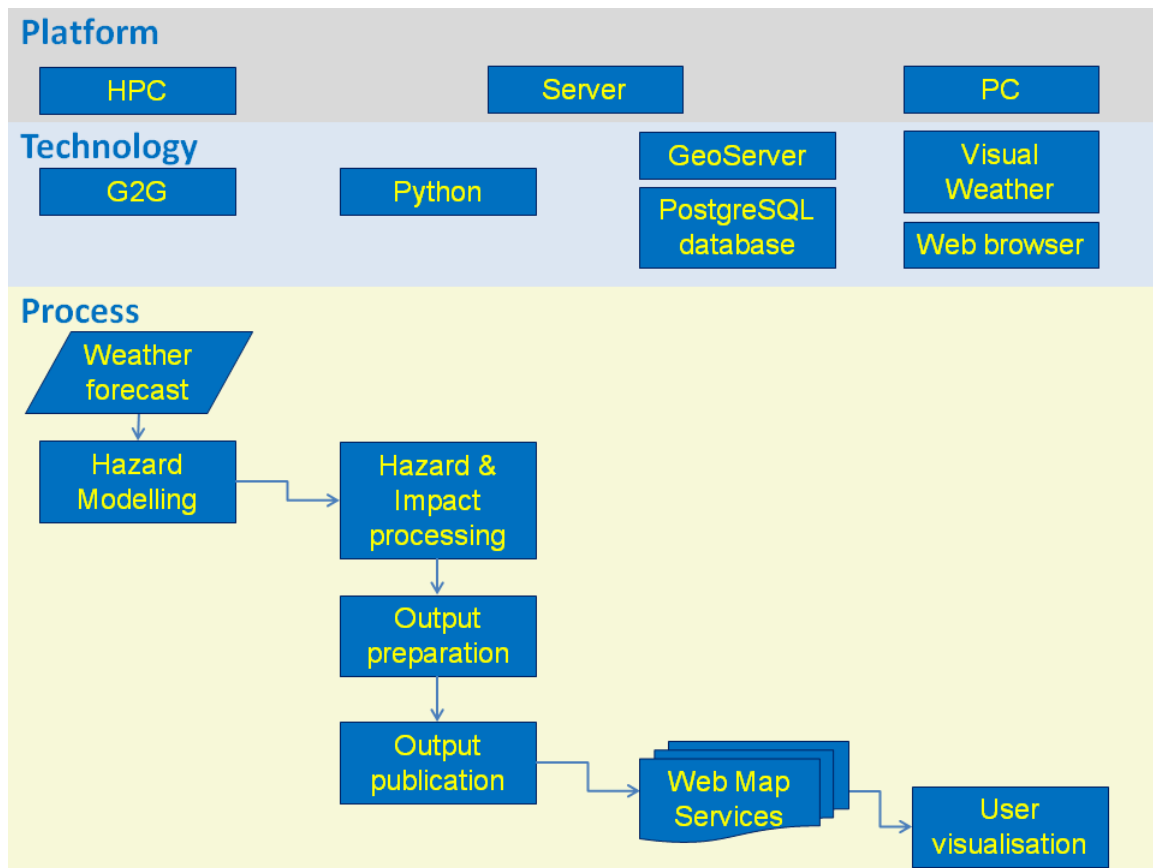 Platform
HPC
Server
PC
Technology
G2G
Python
GeoServer
PostgreSQL
database
Visual
Weather
Web browser
Process
Weather
forecast
Hazard
Modelling
Hazard &
Impact
processing
Output
preparation
Output
publication
Web Map
Services
User
visualisation